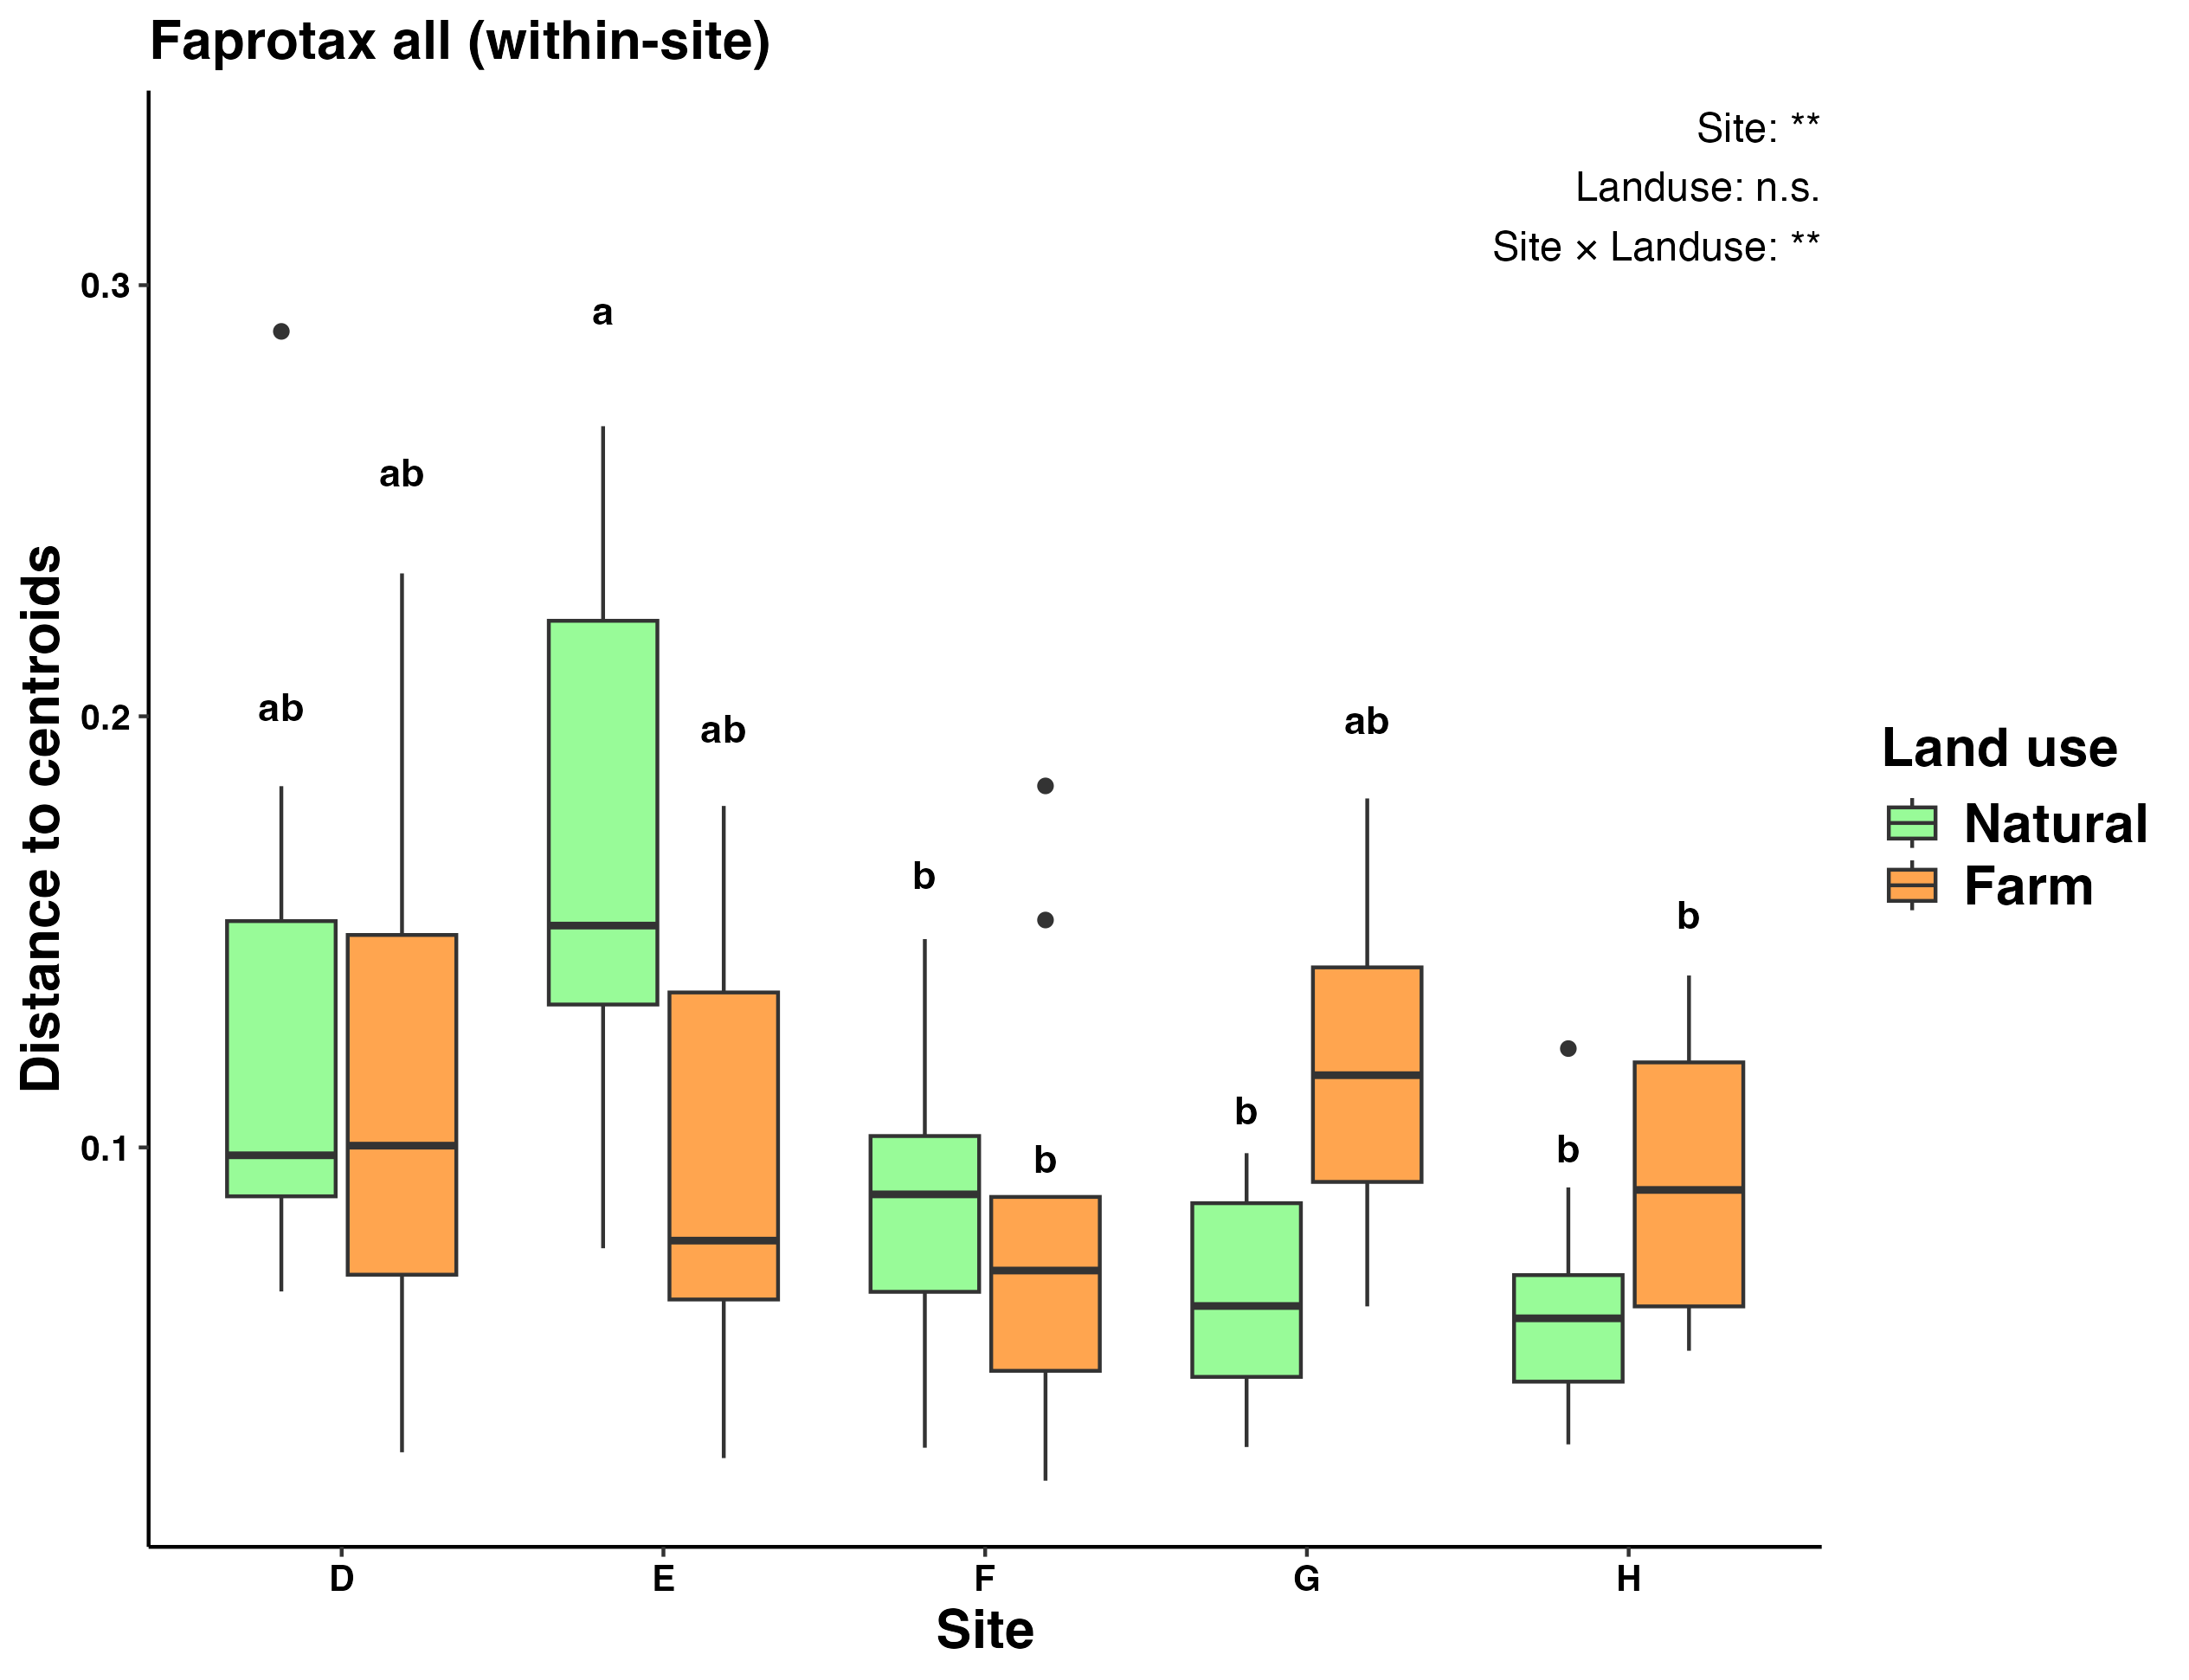 Faprotax all (within-site)
Site: **
Landuse: n.s.
Site × Landuse: **
Distance to centroids
0.3
0.2
0.1
ab
ab
a
ab
b
b
b
ab
b
b
D
E
F
G
H
Site
Land use
Natural
Farm